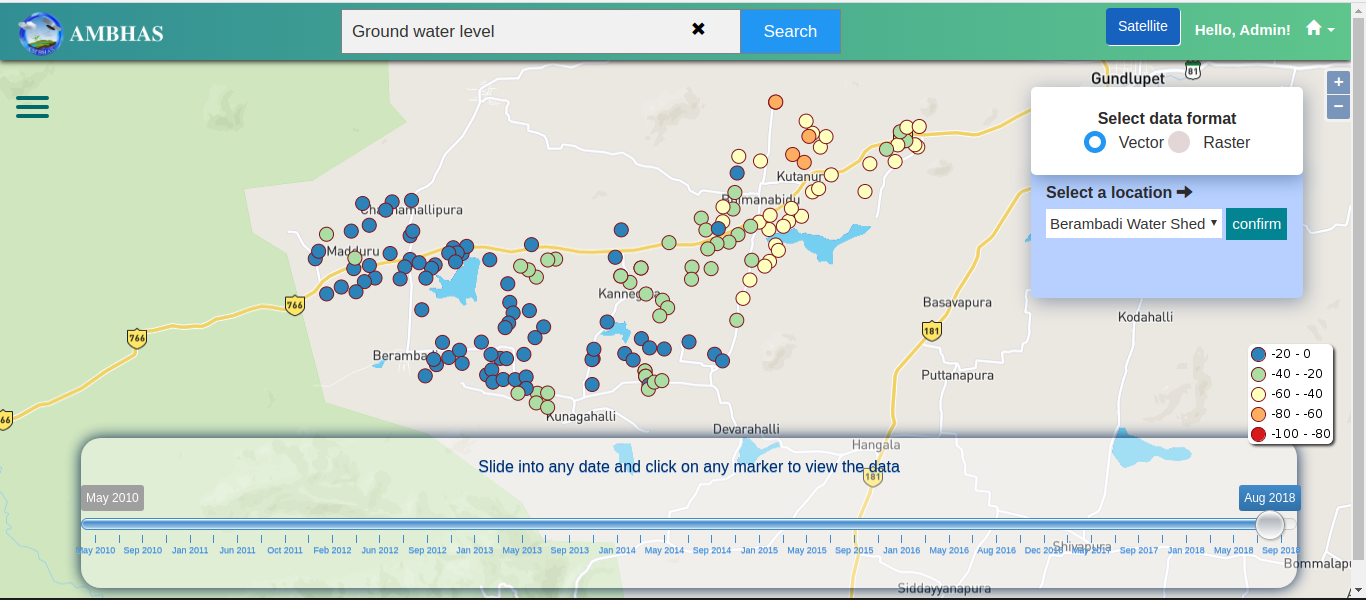 AMBHAS
Ground water level ✖
Search
Satellite
Hello, Admin!
Gundlupet
81
+
−
Select data format
Vector Raster
Select a location
Berambadi Water Shed
confirm
Kutanur
Madduru
766
766
181
Basavapura
Kodahalli
Puttanapura
Kunagahalli
Devarahalli
Hangala
181
-20 - 0
-40 - -20
-60 - -40
-80 - -60
-100 - -80
Slide into any date and click on any marker to view the data
May 2010
Aug 2018
May 2010 Sep 2010 Jan 2011 Jun 2011 Oct 2011 Feb 2012 Jun 2012 Sep 2012 Jan 2013 May 2013 Sep 2013 Jan 2014 May 2014 Sep 2014 Jan 2015 May 2015 Sep 2015 Jan 2016 May 2016 Aug 2016 Dec 2016 May 2017 Sep 2017 Jan 2018 May 2018 Sep 2018
Shivapura
Siddayyanapura